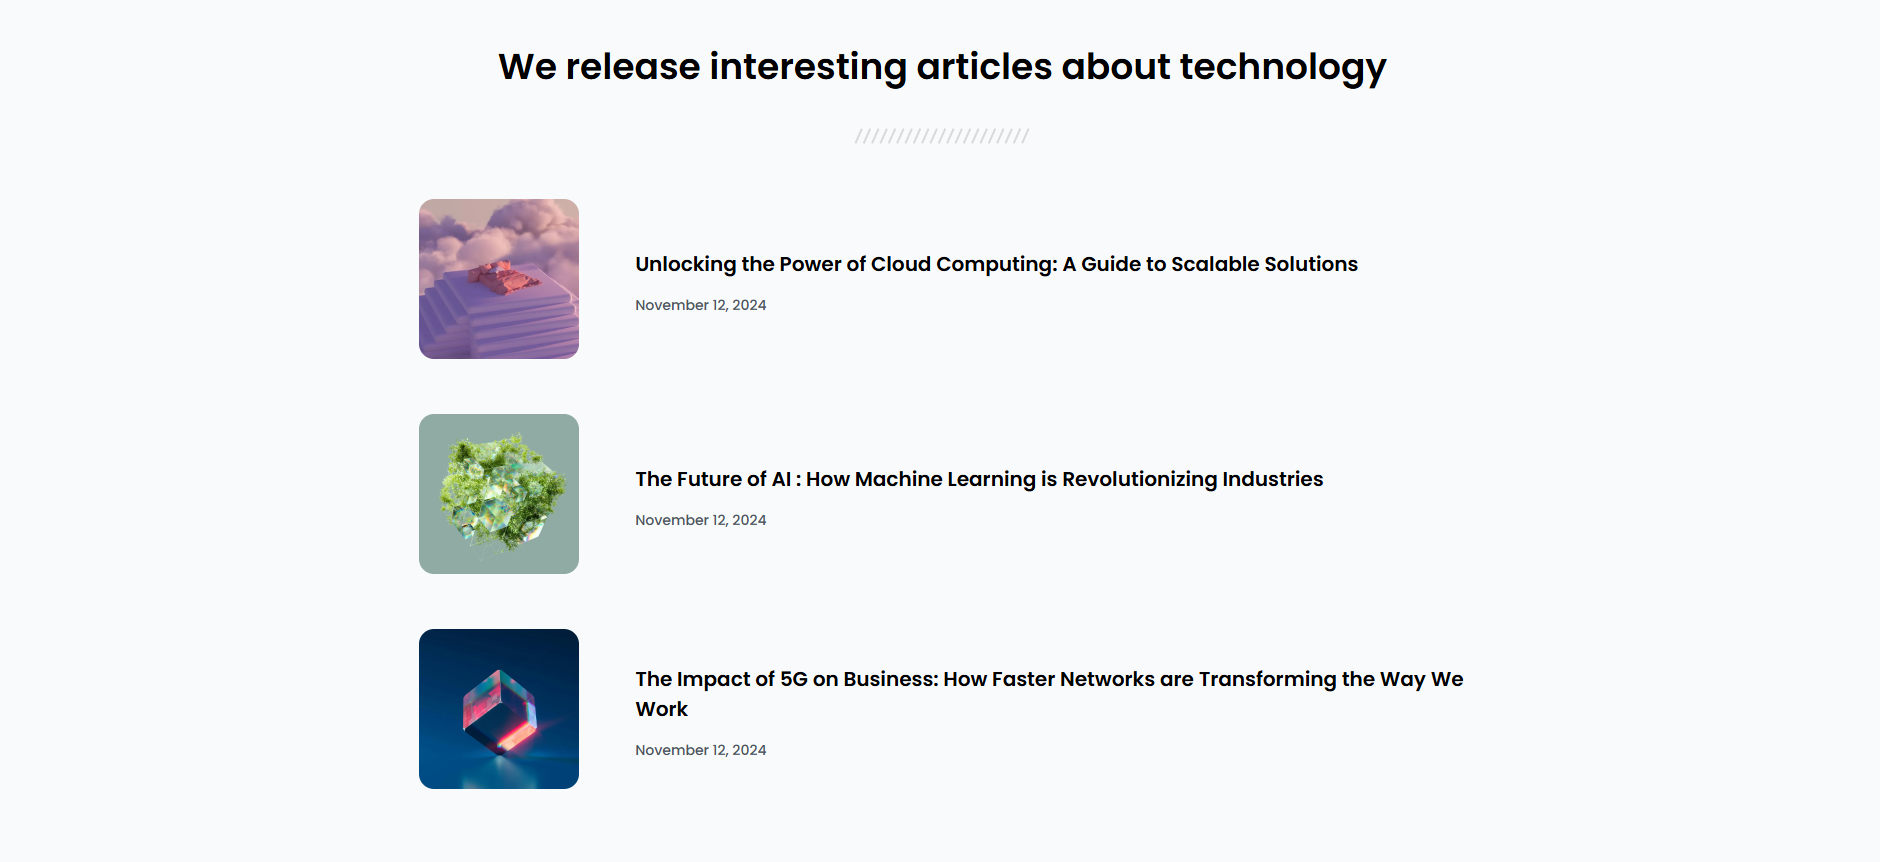 We release interesting articles about technology
Unlocking the Power of Cloud Computing: A Guide to Scalable Solutions
November 12, 2024
The Future of AI : How Machine Learning is Revolutionizing Industries
November 12, 2024
The Impact of 5G on Business: How Faster Networks are Transforming the Way We
Work
November 12, 2024